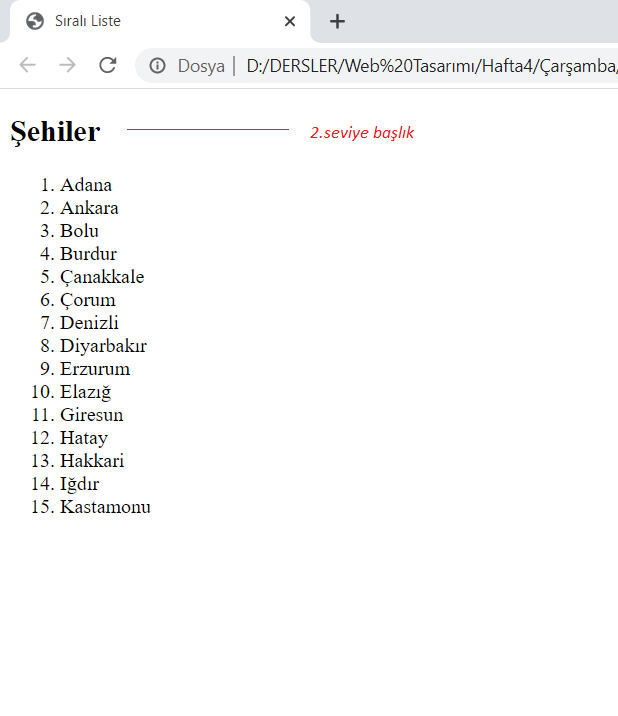 Sıralı Liste
Dosya | D:/DERSLER/Web%20Tasarımı/Hafta4/Çarşamba/
Şehiler
2.seviye başlık
1. Adana
2. Ankara
3. Bolu
4. Burdur
5. Çanakkale
6. Çorum
7. Denizli
8. Diyarbakır
9. Erzurum
10. Elazığ
11. Giresun
12. Hatay
13. Hakkari
14. Iğdır
15. Kastamonu